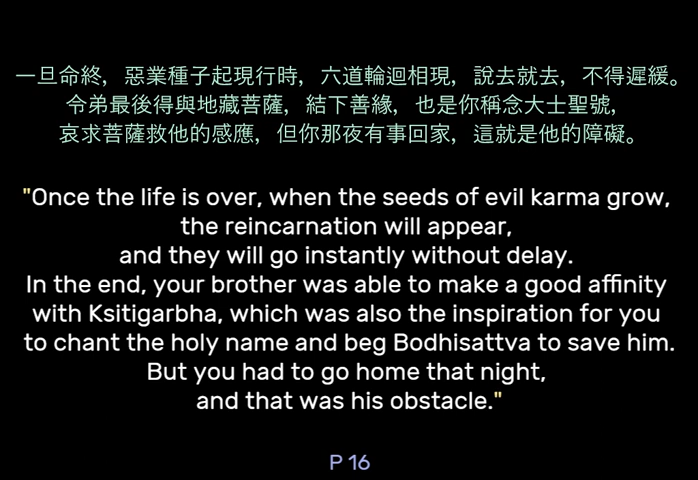 一旦命終，惡業種子起現行時，六道輪迴相現，說去就去，不得遲緩。
令弟最後得與地藏菩薩，結下善緣，也是你稱念大士聖號，
哀求菩薩救他的感應，但你那夜有事回家，這就是他的障礙。
"Once the life is over, when the seeds of evil karma grow,
the reincarnation will appear,
and they will go instantly without delay.
In the end, your brother was able to make a good affinity
with Ksitigarbha, which was also the inspiration for you
to chant the holy name and beg Bodhisattva to save him.
But you had to go home that night,
and that was his obstacle."
P 16